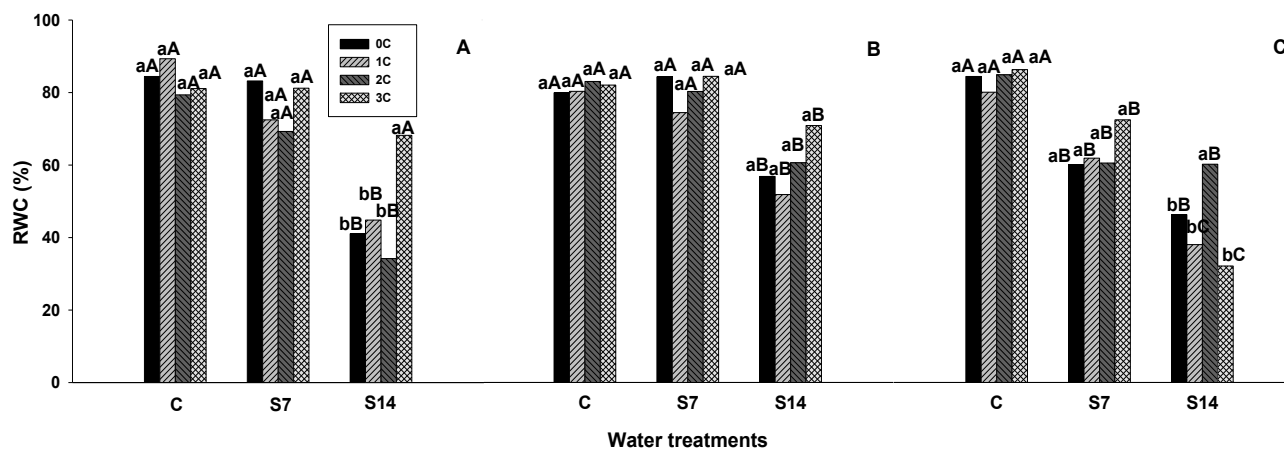 100
80
60
40
20
0
RWC (%)
0C
1C
2C
3C
A
B
C
aA aA aA aA
aA aA aA aA
bB bB bB aA
aA aA aA aA
aA aA aA aA
aB aB aB aB
aA aA aA aA
aB aB aB aB
bB bC aB bC
C S7 S14 C S7 S14 C S7 S14
Water treatments